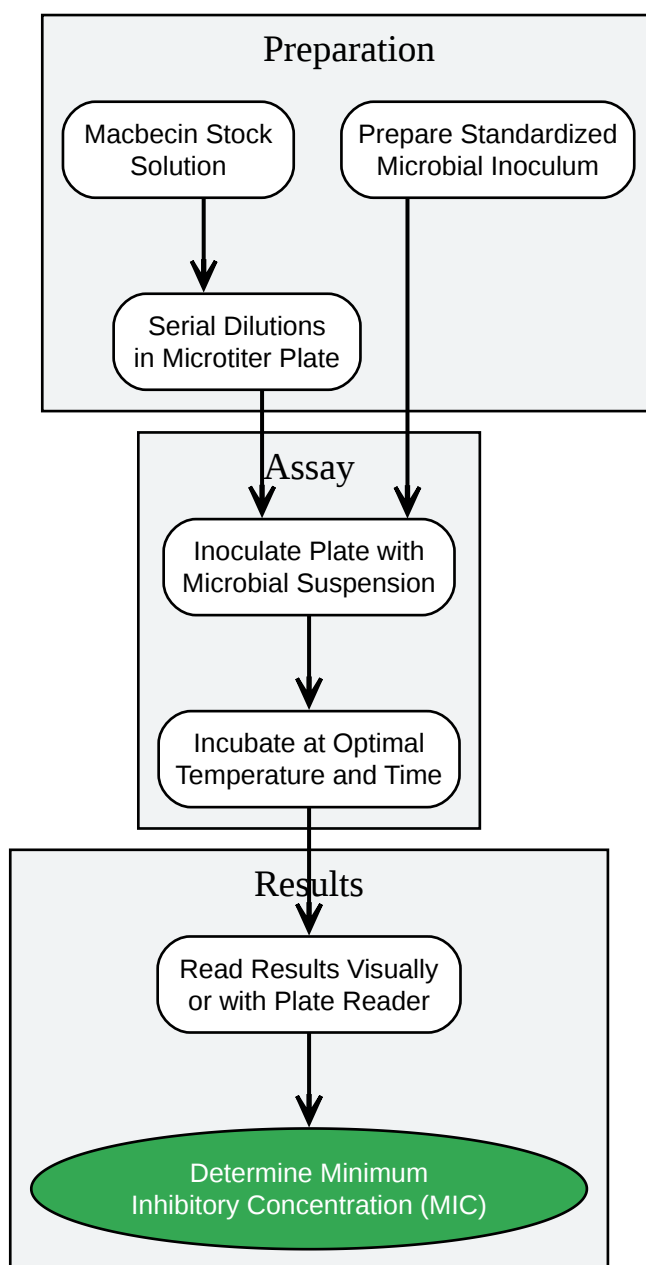 Preparation
Macbecin Stock
Solution
Prepare Standardized
Microbial Inoculum
Serial Dilutions
in Microtiter Plate
Assay
Inoculate Plate with
Microbial Suspension
Incubate at Optimal
Temperature and Time
Results
Read Results Visually
or with Plate Reader
Determine Minimum
Inhibitory Concentration (MIC)